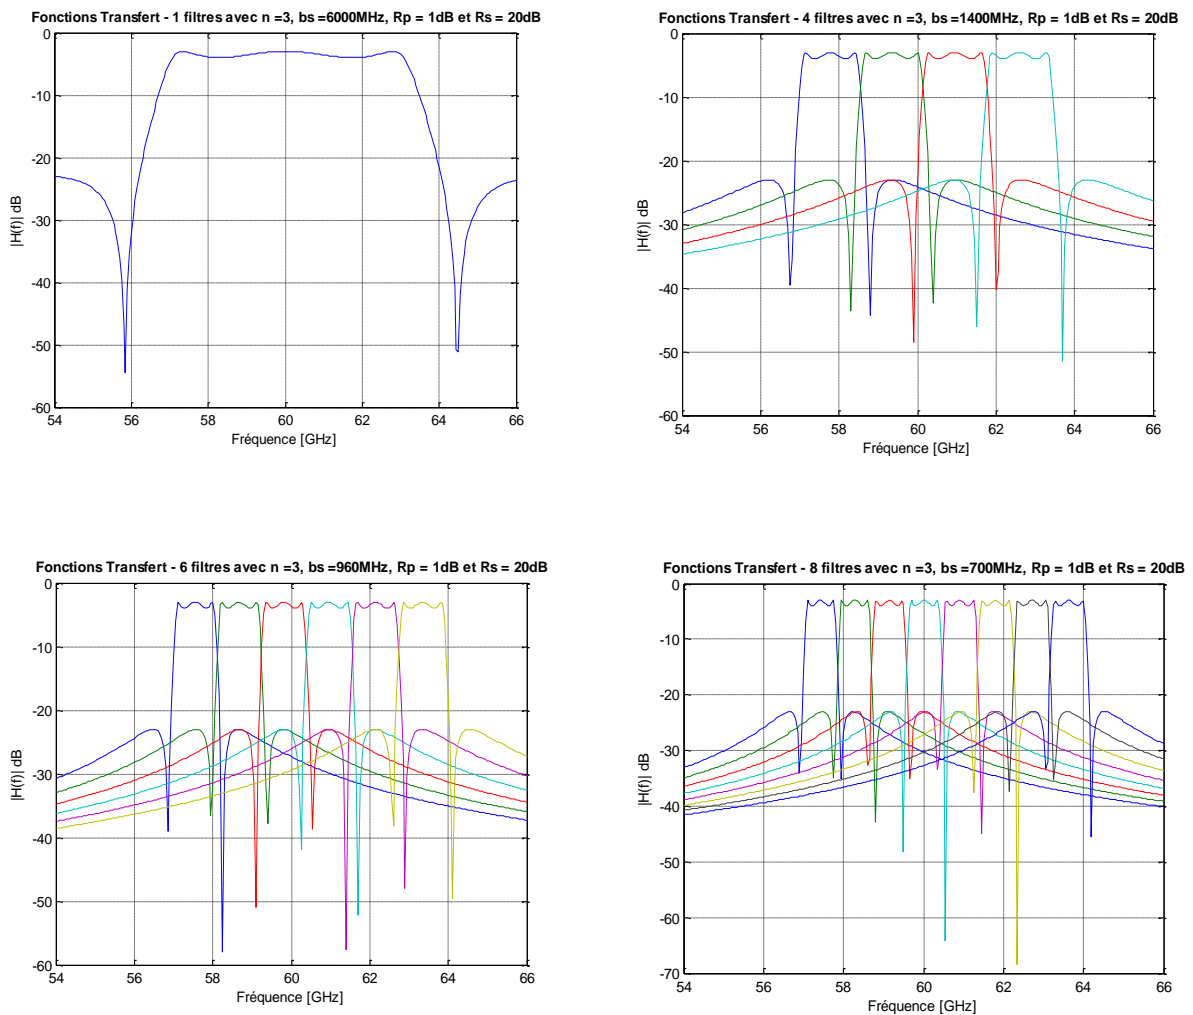 Fonctions Transfert - 1 filtres avec n =3, bs=6000MHz, Rp = 1dB et Rs = 20dB
0
-10
-20
-30
-40
-50
-60
|H(f)| dB
54 56 58 60 62 64 66
Fréquence [GHz]
Fonctions Transfert - 4 filtres avec n =3, bs =1400MHz, Rp = 1dB et Rs = 20dB
0
-10
-20
-30
-40
-50
-60
|H(f)| dB
54 56 58 60 62 64 66
Fréquence [GHz]
Fonctions Transfert - 6 filtres avec n =3, bs =960MHz, Rp = 1dB et Rs = 20dB
0
-10
-20
-30
-40
-50
-60
|H(f)| dB
54 56 58 60 62 64 66
Fréquence [GHz]
Fonctions Transfert - 8 filtres avec n =3, bs =700MHz, Rp = 1dB et Rs = 20dB
0
-10
-20
-30
-40
-50
-60
-70
|H(f)| dB
54 56 58 60 62 64 66
Fréquence [GHz]